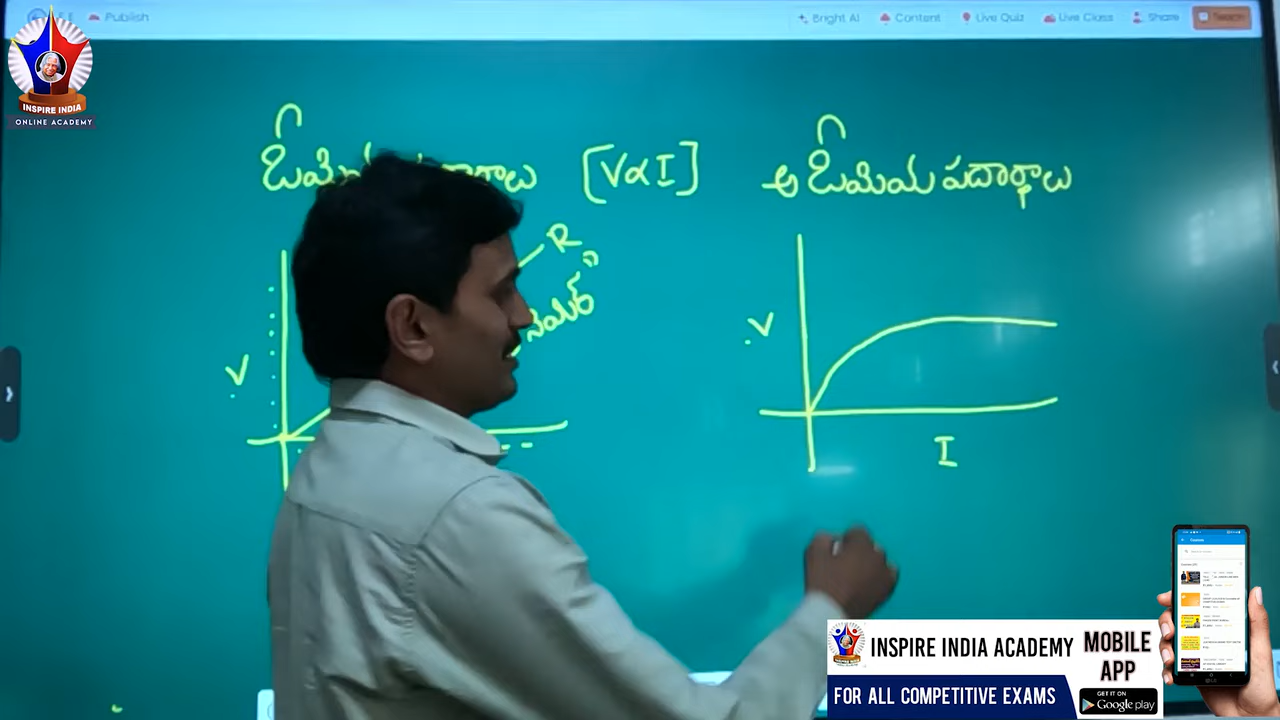 Publish
Bright AI
Content
Live Quiz
Live Class
Share
INSPIRE INDIA
ONLINE ACADEMY
[V∝I]
అ ఓమియ పదార్థాలు
R
V
V
I
INSPIRE INDIA ACADEMY
FOR ALL COMPETITIVE EXAMS
MOBILE
APP
GET IT ON
Google play